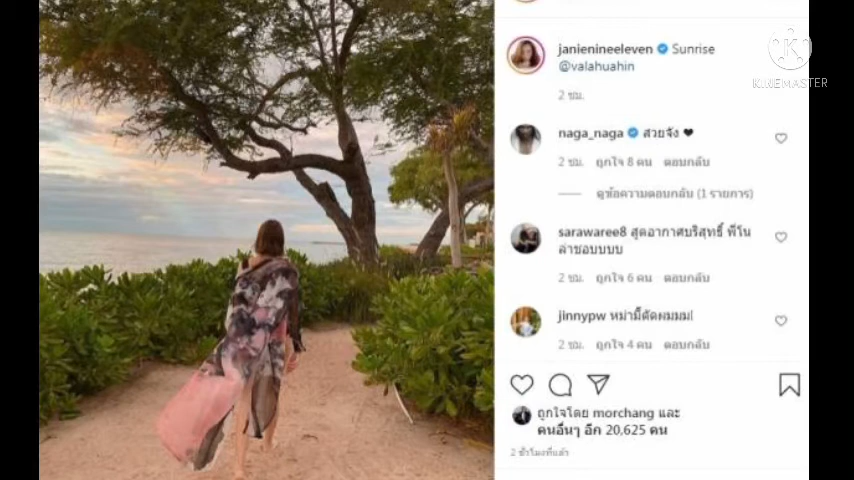 janienineeleven Sunrise
@valahuahin
2 ชม.
naga_naga สวยจัง
2 ชม. ถูกใจ 8 คน ตอบกลับ
ดูข้อความตอบกลับ (1 รายการ)
sarawaree8 สูดอากาศบริสุทธิ์ พี่โบ
ล่าชอบบบบ
2 ชม. ถูกใจ 6 คน ตอบกลับ
jinnypw หม่ามี๊ตัดผมมม
2 ชม. ถูกใจ 4 คน ตอบกลับ
ถูกใจโดย morchang และ
คนอื่นๆ อีก 20,625 คน
2 ชั่วโมงที่แล้ว
KINEMASTER